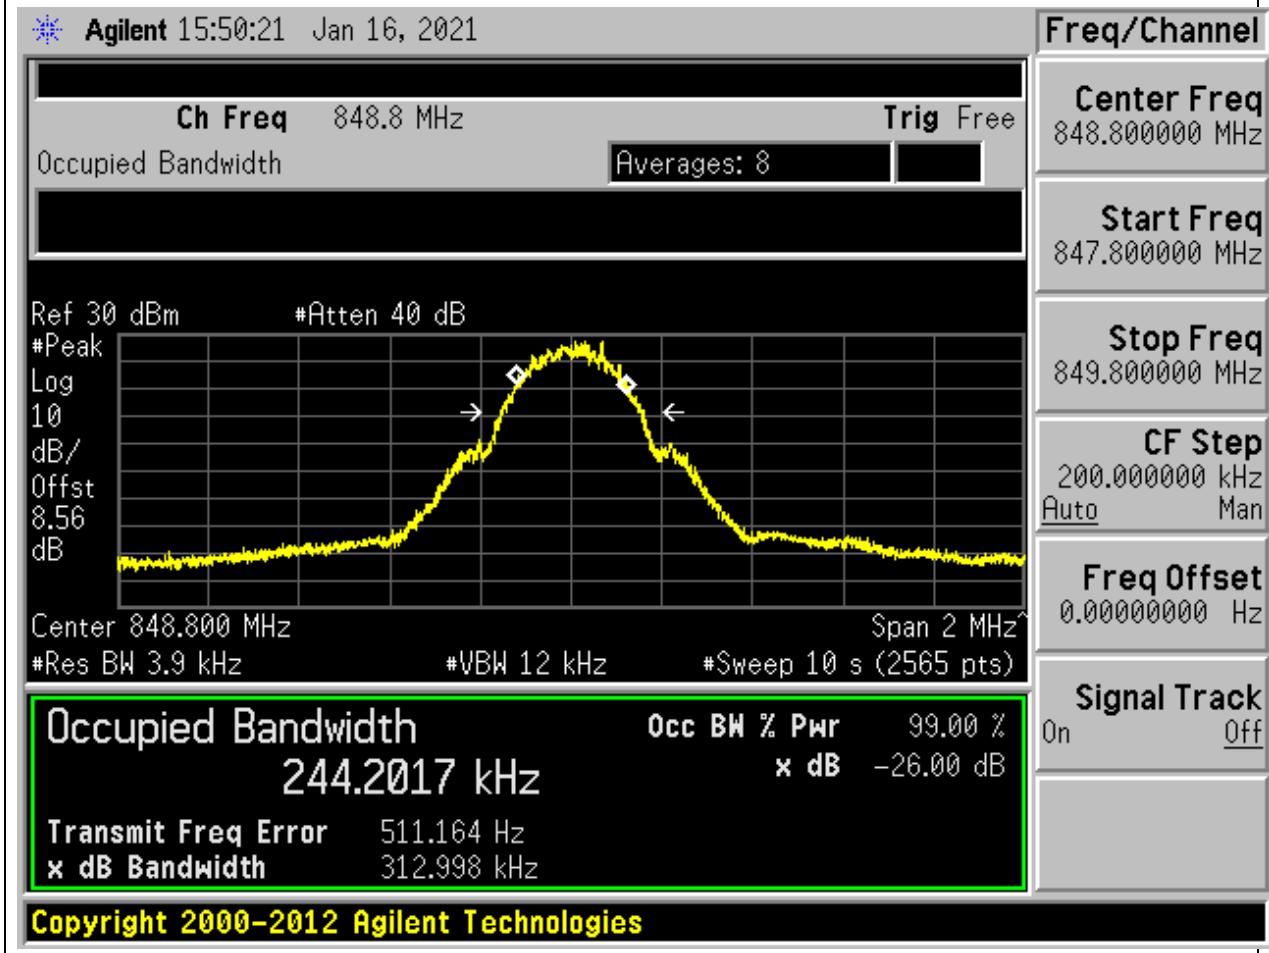 Agilent 15:50:21 Jan 16, 2021
Freq/Channel
Ch Freq 848.8 MHz Trig Free
Occupied Bandwidth Averages: 8
Center Freq
848.800000 MHz
Start Freq
847.800000 MHz
Stop Freq
849.800000 MHz
CF Step
200.000000 kHz
Auto Man
Freq Offset
0.00000000 Hz
Signal Track
On Off
Ref 30 dBm #Atten 40 dB
#Peak
Log
10
dB/
Offst
8.56
dB
Center 848.800 MHz Span 2 MHz^
#Res BW 3.9 kHz #VBW 12 kHz #Sweep 10 s (2565 pts)
Occupied Bandwidth
244.2017 kHz
Occ BW % Pwr 99.00 %
x dB -26.00 dB
Transmit Freq Error 511.164 Hz
x dB Bandwidth 312.998 kHz
Copyright 2000-2012 Agilent Technologies